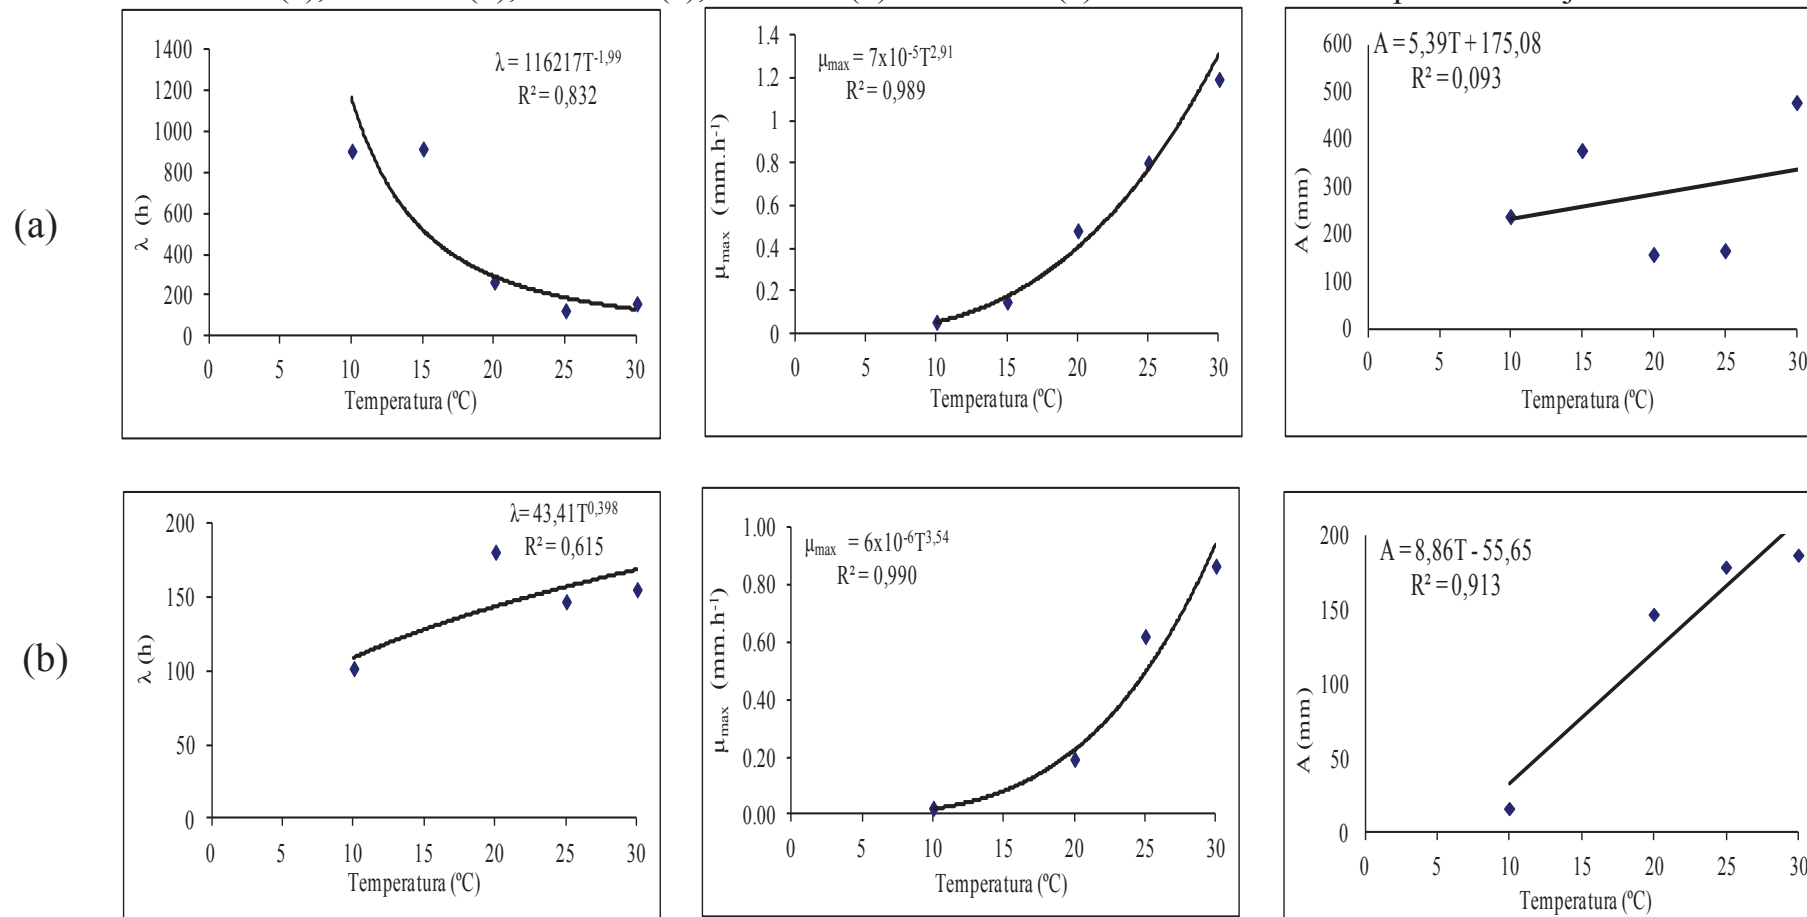 (a)
λ = 116217T-1,99
R² = 0,832
1400
1200
1000
800
600
400
200
0
λ (h)
0 5 10 15 20 25 30
Temperatura (ºC)
μmax = 7x10-5T2,91
R² = 0,989
1.4
1.2
1
0.8
0.6
0.4
0.2
0
μmax (mm.h-1)
0 5 10 15 20 25 30
Temperatura (ºC)
A = 5,39T + 175,08
R² = 0,093
600
500
400
300
200
100
0
A (mm)
0 5 10 15 20 25 30
Temperatura (ºC)
(b)
λ= 43,41T0,398
R² = 0,615
200
150
100
50
0
λ (h)
0 5 10 15 20 25 30
Temperatura (ºC)
μmax = 6x10-6T3,54
R² = 0,990
1.00
0.80
0.60
0.40
0.20
0.00
μmax (mm.h-1)
0 5 10 15 20 25 30
Temperatura (ºC)
A = 8,86T - 55,65
R² = 0,913
200
150
100
50
0
A (mm)
0 5 10 15 20 25 30
Temperatura (ºC)